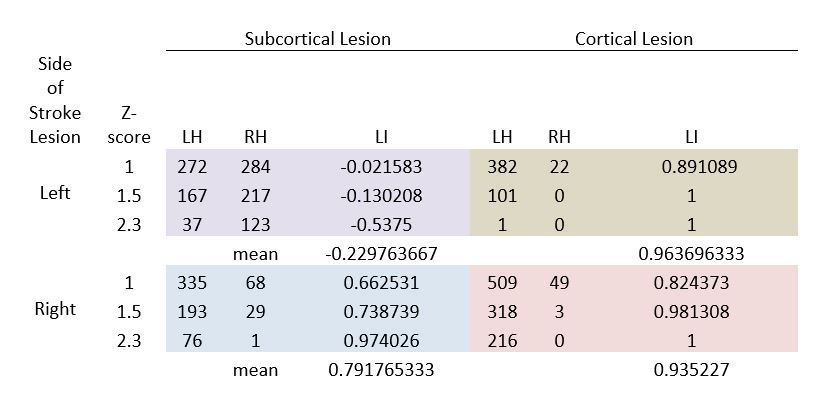 Subcortical Lesion Cortical Lesion
Side
of
Stroke Z-
Lesion score LH RH LI LH RH LI
1 272 284 -0.021583 382 22 0.891089
Left 1.5 167 217 -0.130208 101 0 1
2.3 37 123 -0.5375 1 0 1
mean -0.229763667 0.963696333
1 335 68 0.662531 509 49 0.824373
Right 1.5 193 29 0.738739 318 3 0.981308
2.3 76 1 0.974026 216 0 1
mean 0.791765333 0.935227